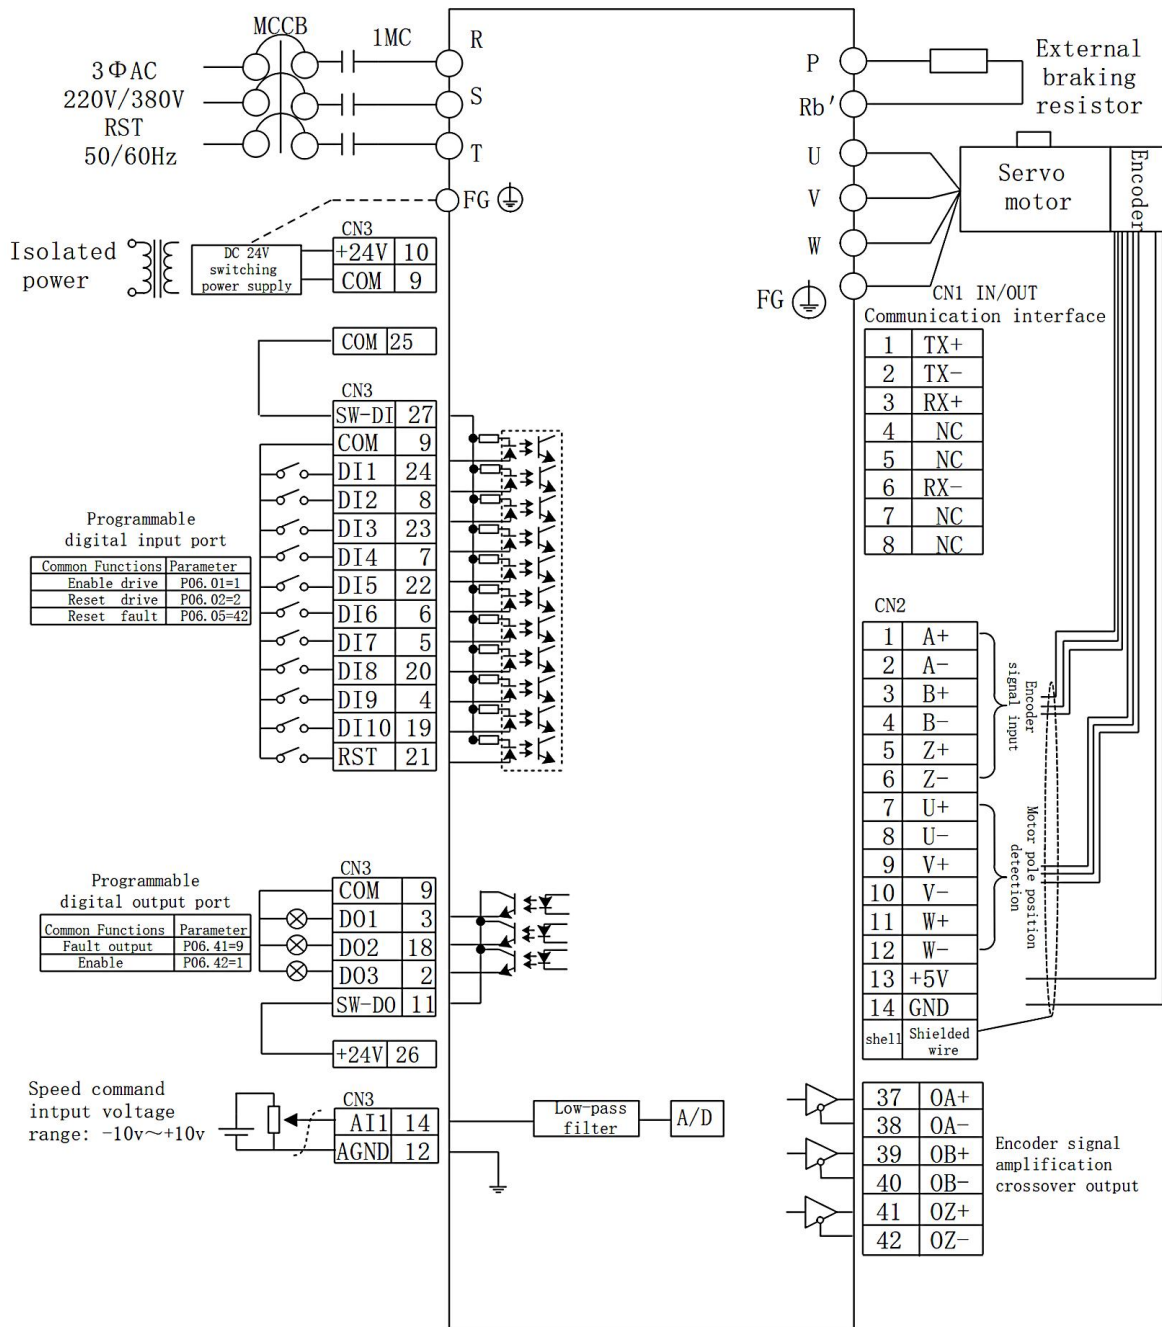 MCCB
1MC
3ΦAC
220V/380V
RST
50/60Hz
R
S
T
FG
Isolated
power
DC 24V
switching
power supply
CN3
+24V 10
COM 9
COM 25
CN3
SW-DI 27
COM 9
DI1 24
DI2 8
DI3 23
DI4 7
DI5 22
DI6 6
DI7 5
DI8 20
DI9 4
DI10 19
RST 21
Programmable
digital input port
Common Functions Parameter
Enable drive P06.01=1
Reset drive P06.02=2
Reset fault P06.05=42
CN3
COM 9
DO1 3
DO2 18
DO3 2
SW-DO 11
+24V 26
Programmable
digital output port
Common Functions Parameter
Fault output P06.41=9
Enable P06.42=1
Speed command
intput voltage
range: -10v~+10v
CN3
AI1 14
AGND 12
Low-pass
filter
A/D
P
Rb'
U
V
W
FG
External
braking
resistor
Servo
motor
Encoder
CN1 IN/OUT
Communication interface
1 TX+
2 TX-
3 RX+
4 NC
5 NC
6 RX-
7 NC
8 NC
CN2
1 A+
2 A-
3 B+
4 B-
5 Z+
6 Z-
7 U+
8 U-
9 V+
10 V-
11 W+
12 W-
13 +5V
14 GND
shell Shielded
wire
Encoder
signal input
Motor pole position
detection
37 OA+
38 OA-
39 OB+
40 OB-
41 OZ+
42 OZ-
Encoder signal
amplification
crossover output